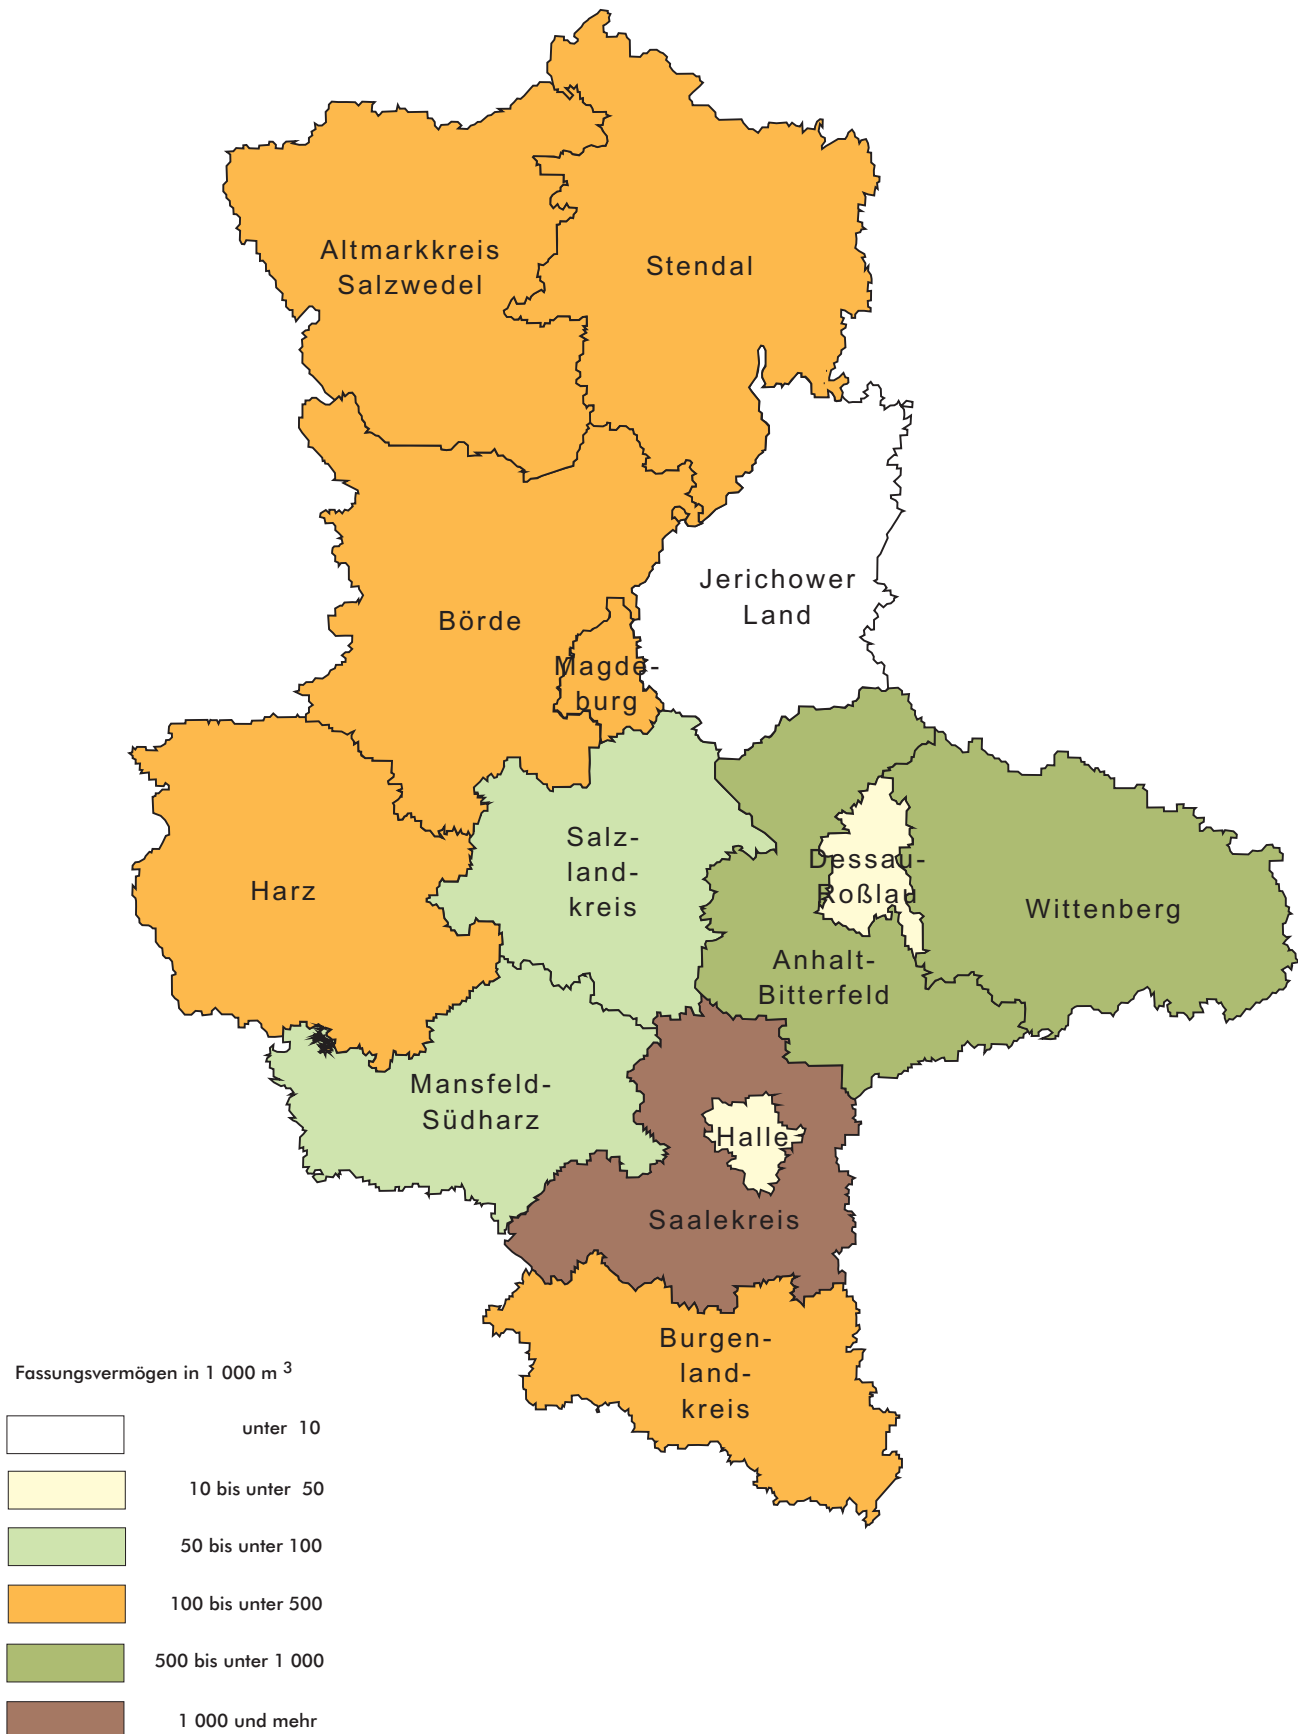 Altmarkkreis
Salzwedel
Stendal
Jerichower
Land
Börde
Magde-
burg
Salz-
land-
kreis
Dessau-
Roßlau
Harz
Wittenberg
Anhalt-
Bitterfeld
Mansfeld-
Südharz
Halle
Saalekreis
Burgen-
land-
kreis
Fassungsvermögen in 1 000 m ³
unter 10
10 bis unter 50
50 bis unter 100
100 bis unter 500
500 bis unter 1 000
1 000 und mehr